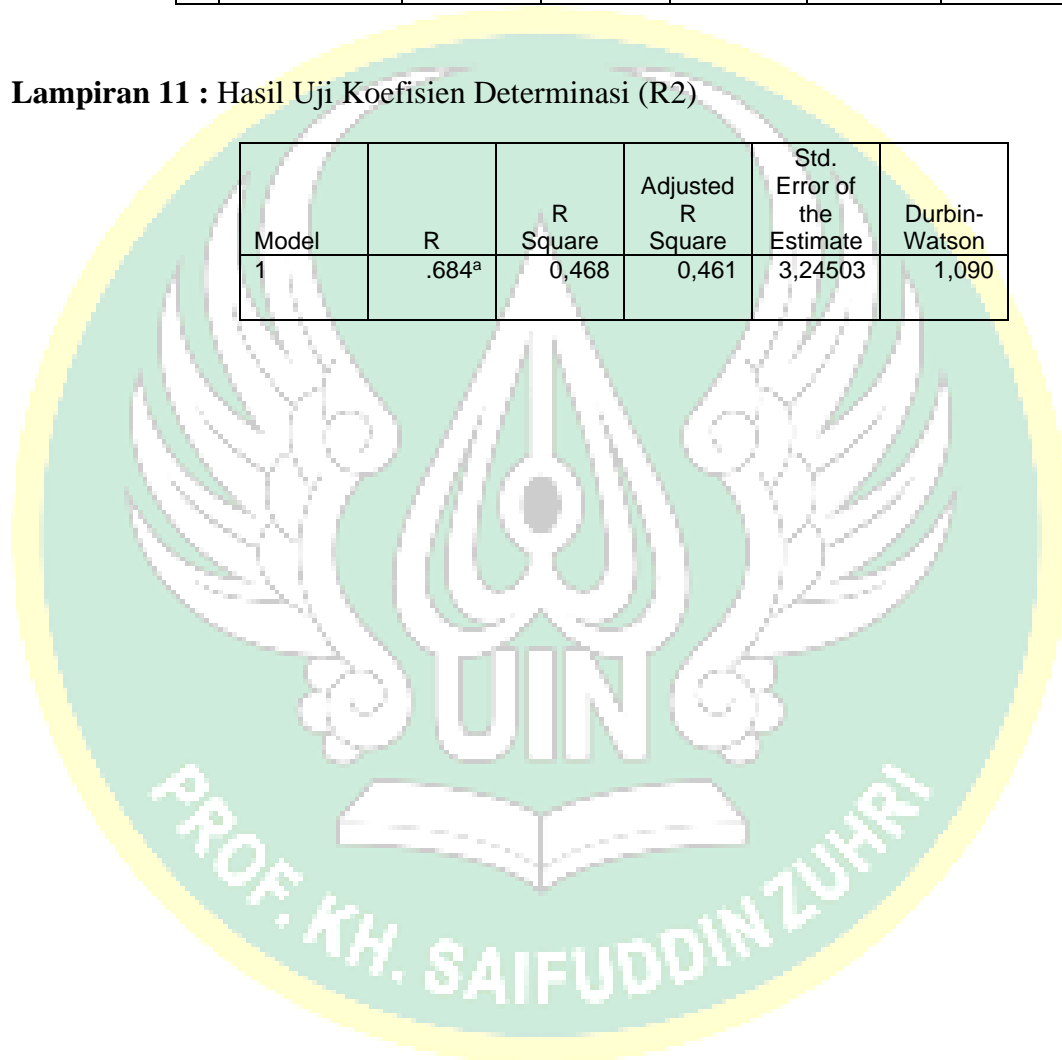 Lampiran 11 : Hasil Uji Koefisien Determinasi (R2)
Model R R Square Adjusted R Square Std. Error of the Estimate Durbin-Watson
1 .684ᵃ 0,468 0,461 3,24503 1,090
UIN
PROF. KH. SAIFUDDIN ZUHRI